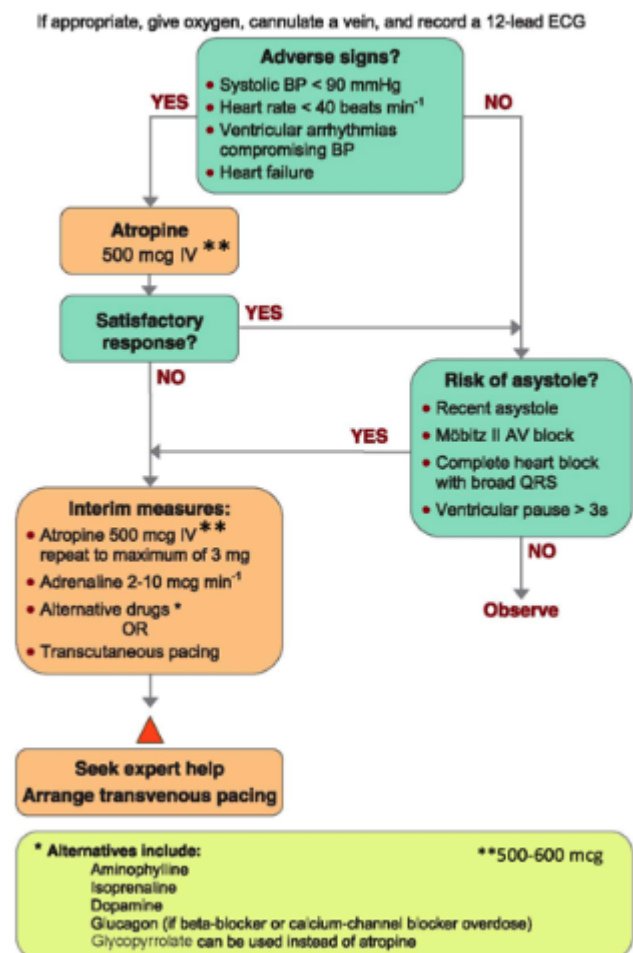 If appropriate, give oxygen, cannulate a vein, and record a 12-lead ECG
Adverse signs?
• Systolic BP < 90 mmHg
• Heart rate < 40 beats min⁻¹
• Ventricular arrhythmias
compromising BP
• Heart failure
YES
NO
Atropine
500 mcg IV **
Satisfactory
response?
YES
NO
Risk of asystole?
• Recent asystole
• Möbitz II AV block
• Complete heart block
with broad QRS
• Ventricular pause > 3s
YES
NO
Observe
Interim measures:
• Atropine 500 mcg IV **
repeat to maximum of 3 mg
• Adrenaline 2-10 mcg min⁻¹
• Alternative drugs *
OR
• Transcutaneous pacing
Seek expert help
Arrange transvenous pacing
* Alternatives include:
Aminophylline
Isoprenaline
Dopamine
Glucagon (if beta-blocker or calcium-channel blocker overdose)
Glycopyrrolate can be used instead of atropine
**500-600 mcg